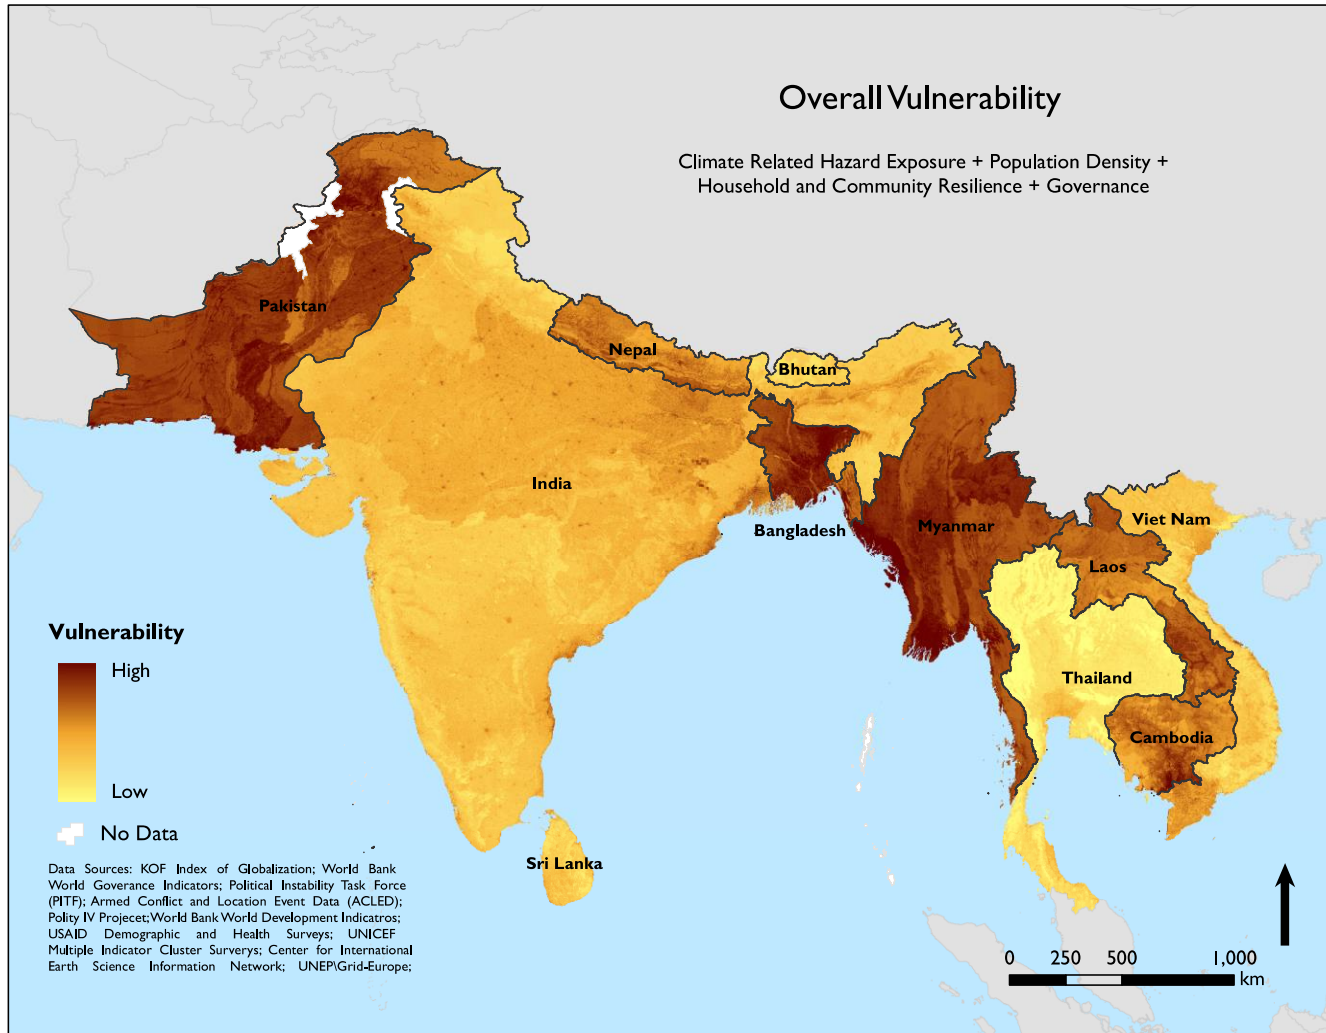 Overall Vulnerability
Climate Related Hazard Exposure + Population Density +
Household and Community Resilience + Governance
Pakistan
Nepal
Bhutan
India
Bangladesh
Myanmar
Viet Nam
Laos
Thailand
Cambodia
Sri Lanka
Vulnerability
High
Low
No Data
Data Sources: KOF Index of Globalization; World Bank
World Goverance Indicators; Political Instability Task Force
(PITF); Armed Conflict and Location Event Data (ACLED);
Polity IV Projecet; World Bank World Development Indicatros;
USAID Demographic and Health Surveys; UNICEF
Multiple Indicator Cluster Surverys; Center for International
Earth Science Information Network; UNEP\Grid-Europe;
0 250 500 1,000
km